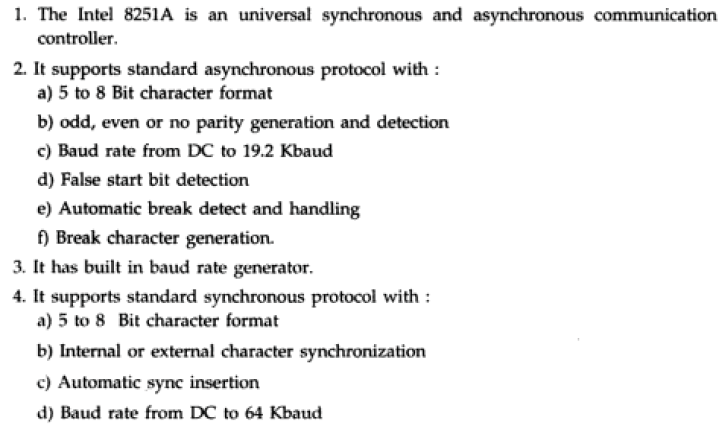 1. The Intel 8251A is an universal synchronous and asynchronous communication
controller.
2. It supports standard asynchronous protocol with :
a) 5 to 8 Bit character format
b) odd, even or no parity generation and detection
c) Baud rate from DC to 19.2 Kbaud
d) False start bit detection
e) Automatic break detect and handling
f) Break character generation.
3. It has built in baud rate generator.
4. It supports standard synchronous protocol with :
a) 5 to 8 Bit character format
b) Internal or external character synchronization
c) Automatic sync insertion
d) Baud rate from DC to 64 Kbaud